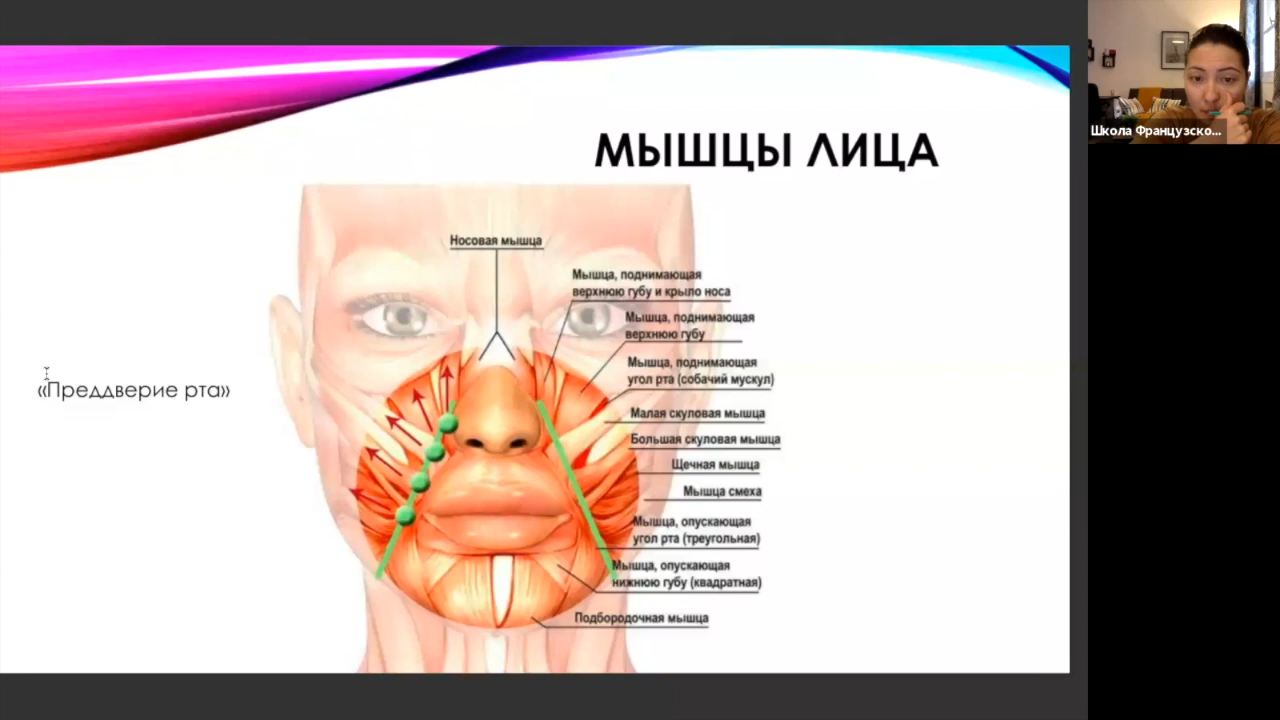 МЫШЦЫ ЛИЦА
Носовая мышца
Мышца, поднимающая
верхнюю губу и крыло носа
Мышца, поднимающая
верхнюю губу
Мышца, поднимающая
угол рта (собачий мускул)
Малая скуловая мышца
Большая скуловая мышца
Щечная мышца
Мышца смеха
Мышца, опускающая
угол рта (треугольная)
Мышца, опускающая
нижнюю губу (квадратная)
Подбородочная мышца
«Преддверие рта»
Школа Французско...